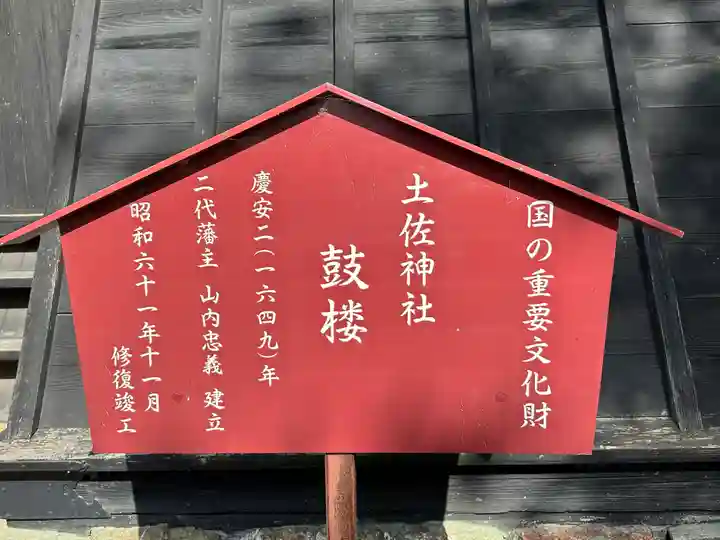 国の重要文化財
土佐神社
鼓楼
慶安二(一六四九)年
二代藩主 山内忠義 建立
昭和六十一年十一月
修復竣工